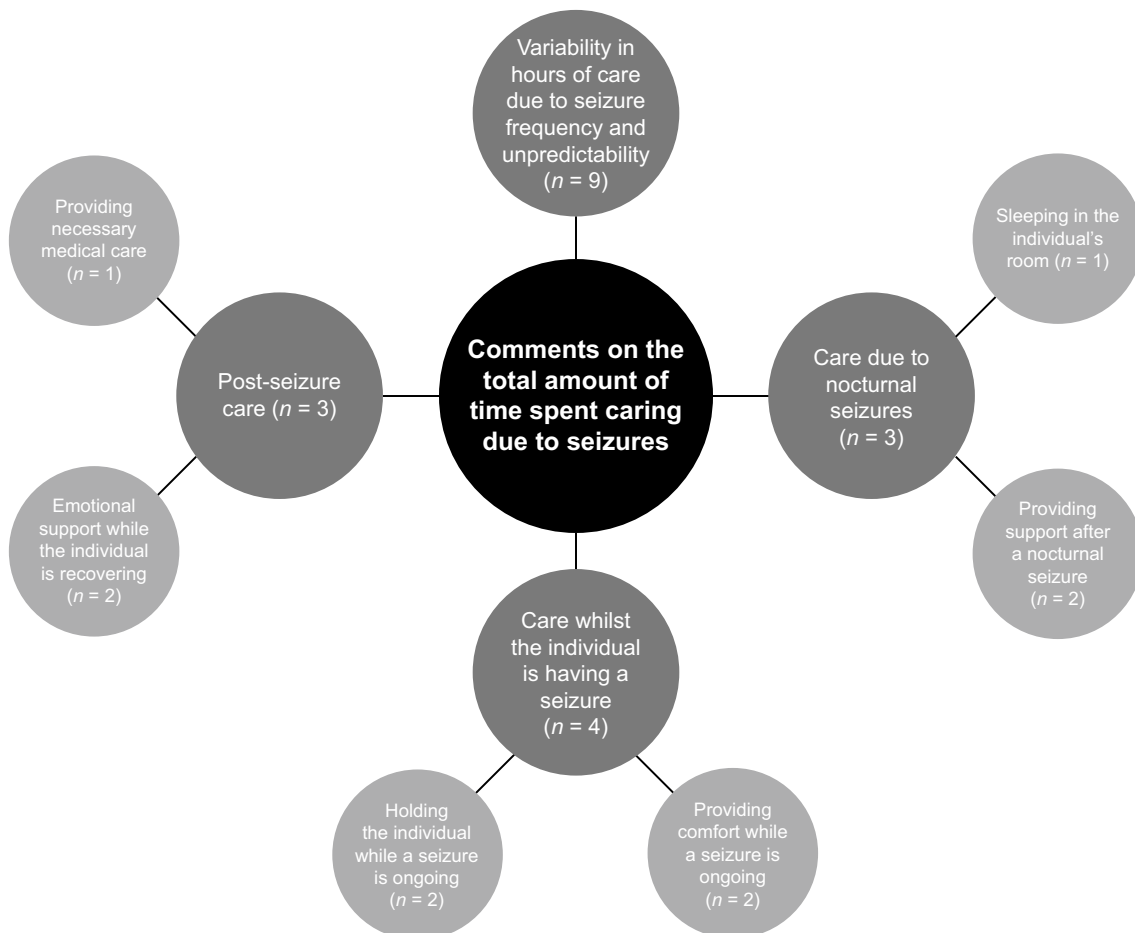 Variability in
hours of care
due to seizure
frequency and
unpredictability
(n = 9)
Providing
necessary
medical care
(n = 1)
Sleeping in the
individual's
room (n = 1)
Post-seizure
care (n = 3)
Comments on the
total amount of
time spent caring
due to seizures
Care due to
nocturnal
seizures
(n = 3)
Emotional
support while
the individual
is recovering
(n = 2)
Providing
support after
a nocturnal
seizure
(n = 2)
Care whilst
the individual
is having a
seizure
(n = 4)
Holding
the individual
while a seizure
is ongoing
(n = 2)
Providing
comfort while
a seizure is
ongoing
(n = 2)